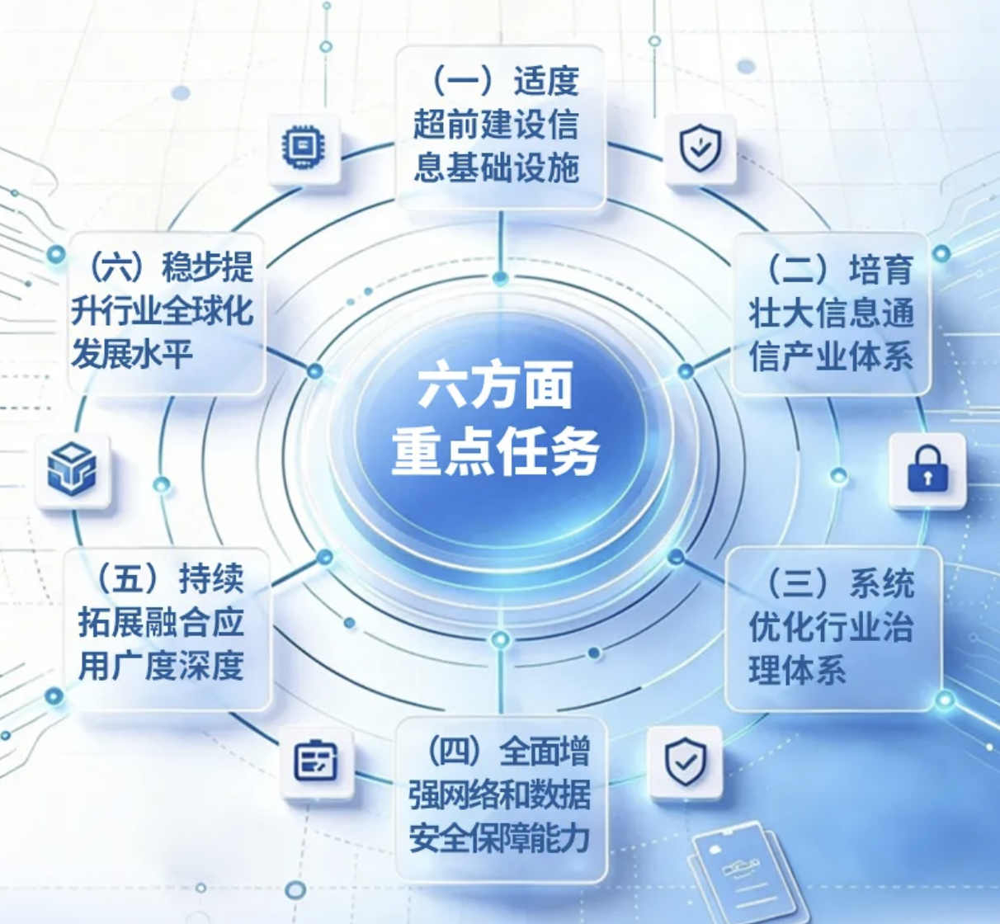 六方面
重点任务
（一）适度
超前建设信
息基础设施
（二）培育
壮大信息通
信产业体系
（三）系统
优化行业治
理体系
（四）全面增
强网络和数据
安全保障能力
（五）持续
拓展融合应
用广度深度
（六）稳步提
升行业全球化
发展水平